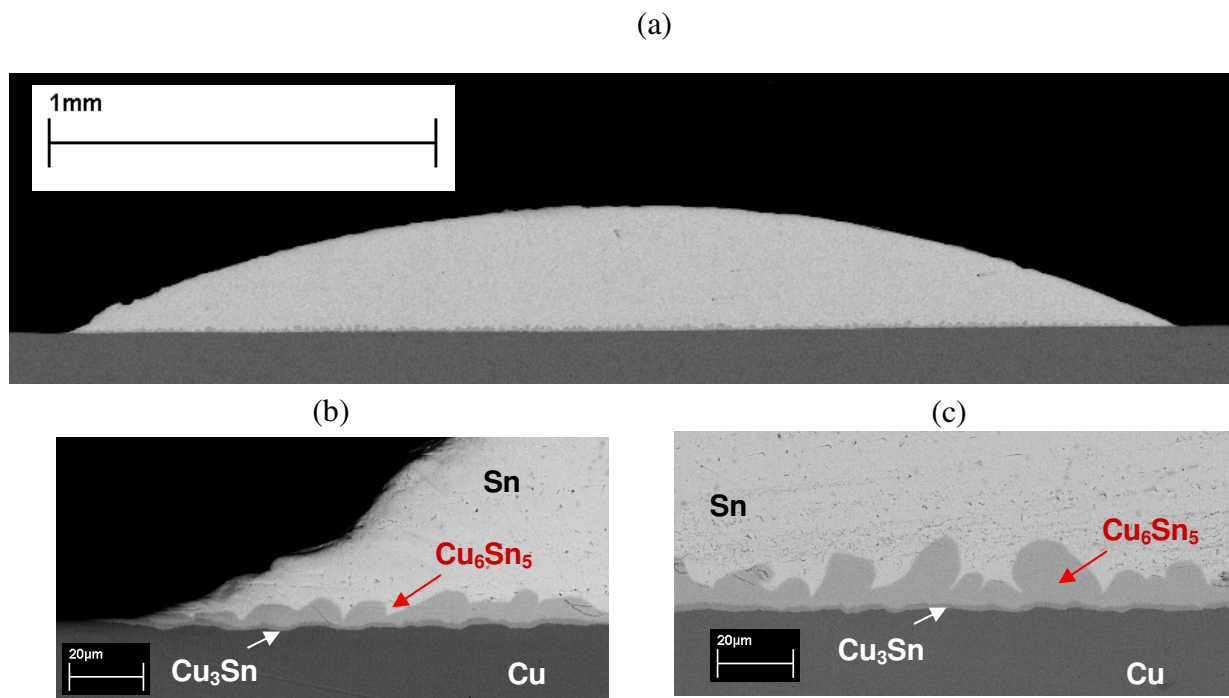 (a)
1mm
(b)
(c)
Sn
Cu₆Sn₅
20µm
Cu₃Sn
Cu
Sn
Cu₆Sn₅
20µm
Cu₃Sn
Cu